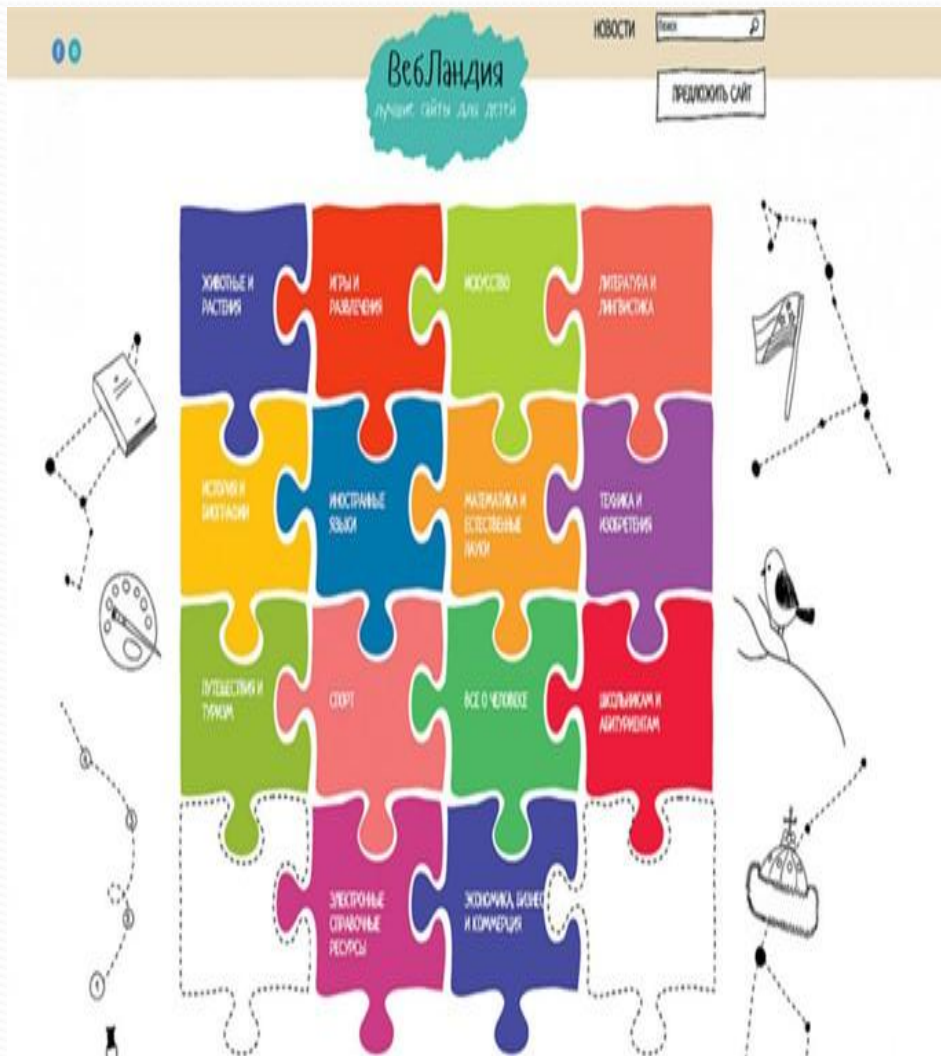 НОВОСТИ
Поиск
ВебЛандия
лучшие сайты для детей
ПРЕДЛОЖИТЬ САЙТ
ЖИВОТНЫЕ И
РАСТЕНИЯ
ИГРЫ И
РАЗВЛЕЧЕНИЯ
ИСКУССТВО
ЛИТЕРАТУРА И
ЛИНГВИСТИКА
ИСТОРИЯ И
БИОГРАФИИ
ИНОСТРАННЫЕ
ЯЗЫКИ
МАТЕМАТИКА И
ЕСТЕСТВЕННЫЕ
НАУКИ
ТЕХНИКА И
ИЗОБРЕТЕНИЯ
ПУТЕШЕСТВИЯ И
ТУРИЗМ
СПОРТ
ВСЕ О ЧЕЛОВЕКЕ
ШКОЛЬНИКАМ И
АБИТУРИЕНТАМ
ЭЛЕКТРОННЫЕ
СПРАВОЧНЫЕ
РЕСУРСЫ
ЭКОНОМИКА, БИЗНЕС
И КОММЕРЦИЯ